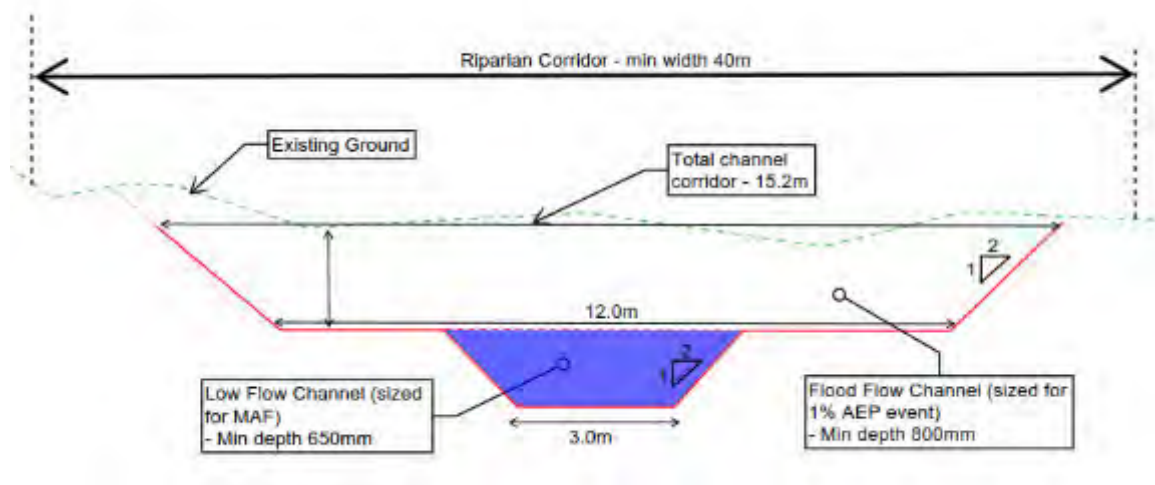 Riparian Corridor - min width 40m
Existing Ground
Total channel
corridor - 15.2m
2
1
12.0m
2
1
Low Flow Channel (sized
for MAF)
- Min depth 650mm
Flood Flow Channel (sized for
1% AEP event)
- Min depth 800mm
3.0m